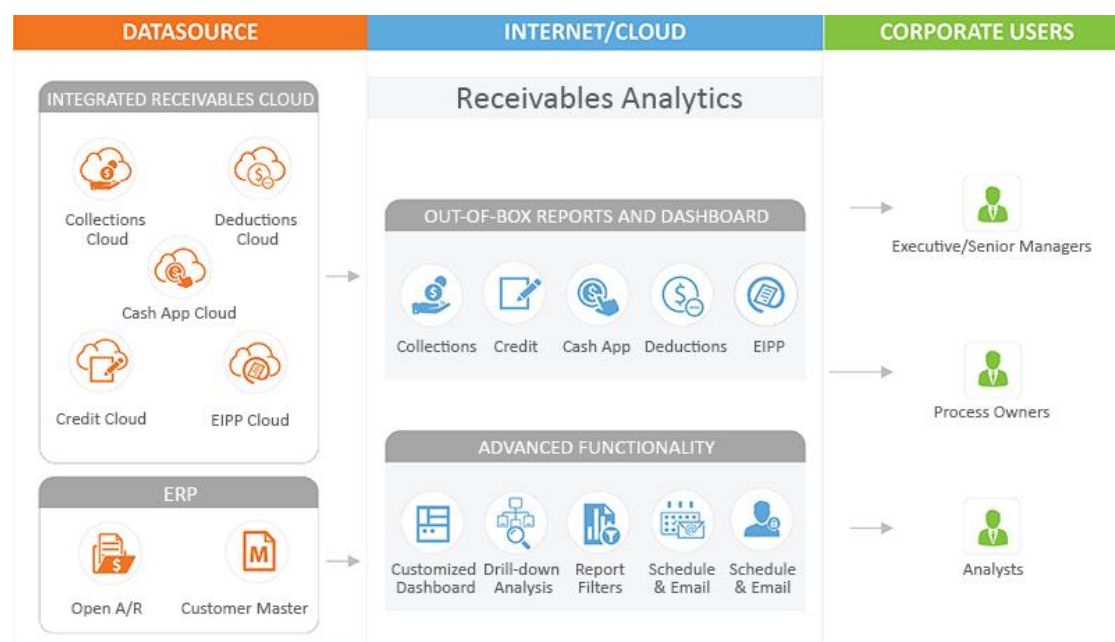 DATASOURCE
INTERNET/CLOUD
CORPORATE USERS
INTEGRATED RECEIVABLES CLOUD
Collections
Cloud
Deductions
Cloud
Cash App Cloud
Credit Cloud
EIPP Cloud
ERP
Open A/R
Customer Master
Receivables Analytics
OUT-OF-BOX REPORTS AND DASHBOARD
Collections
Credit
Cash App
Deductions
EIPP
ADVANCED FUNCTIONALITY
Customized
Dashboard
Drill-down
Analysis
Report
Filters
Schedule
& Email
Schedule
& Email
Executive/Senior Managers
Process Owners
Analysts